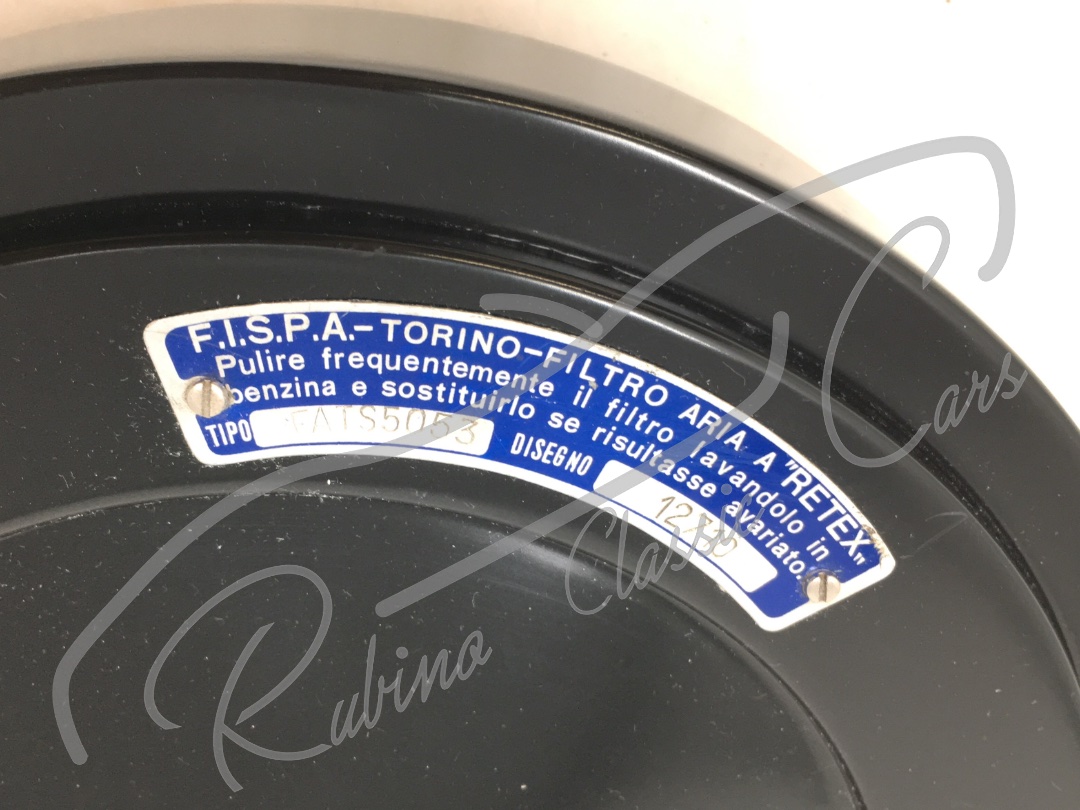 F.I.S.P.A.-TORINO-FILTRO ARIA A "RETEX"
Pulire frequentemente il filtro lavandolo in
benzina e sostituirlo se risultasse avariato.
TIPO FATS5053 DISEGNO
Rubino Classic Cars